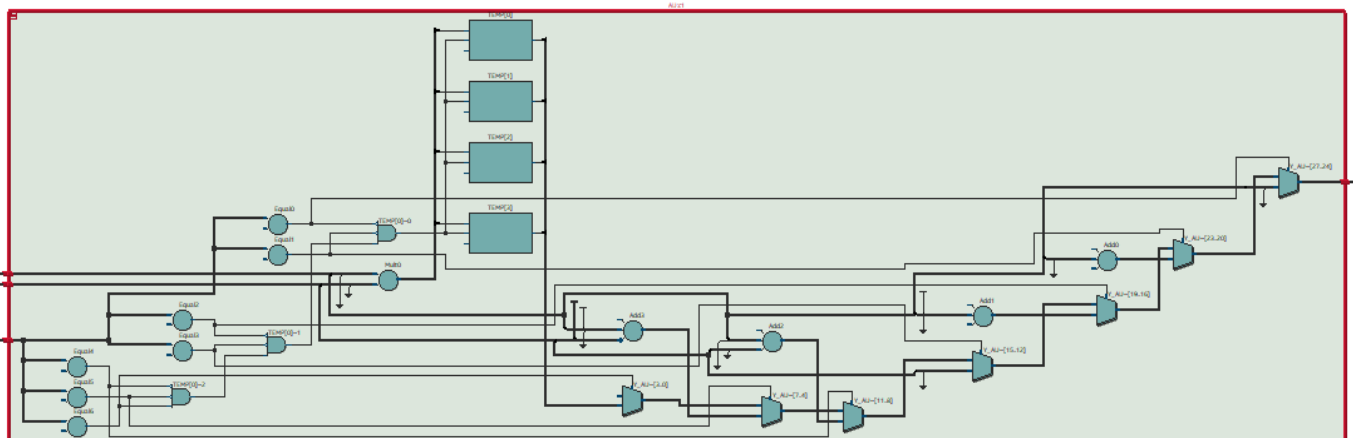 AU:z1
TEMP[0]
TEMP[1]
TEMP[2]
TEMP[3]
Y_AU~[27.24]
Equal0
TEMP[0]~0
Equal1
Y_AU~[23.20]
Add0
Mult0
Y_AU~[19.16]
Equal2
Add1
Add3
Equal3
TEMP[0]~1
Add2
Y_AU~[15.12]
Equal4
Equal5
TEMP[0]~2
Y_AU~[3.0]
Y_AU~[7.4]
Y_AU~[11.8]
Equal6